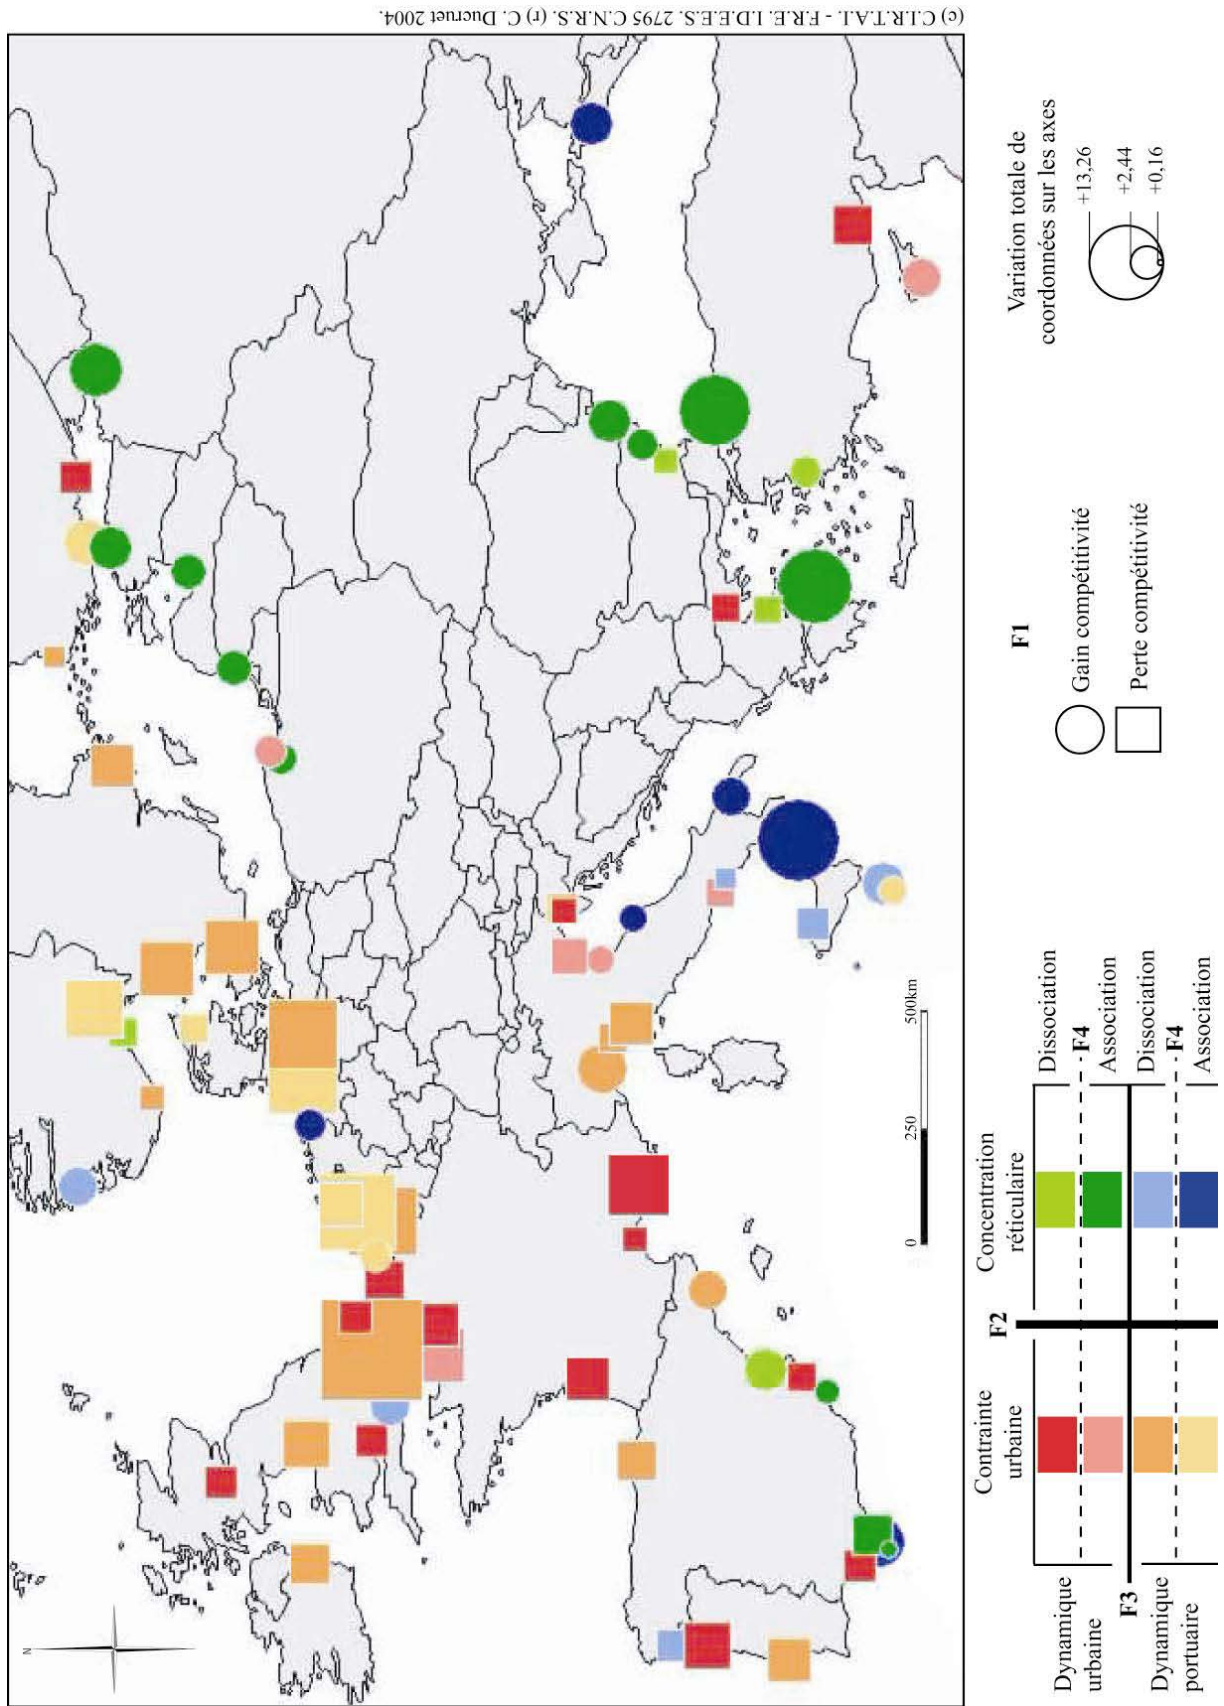 (c) C.I.R.T.A.I. - F.R.E. I.D.E.E.S. 2795 C.N.R.S. (r) C. Ducruet 2004.
N
0
250
500km
Variation totale de
coordonnées sur les axes
+13,26
+2,44
+0,16
F1
Gain compétitivité
Perte compétitivité
F2
Contrainte
urbaine
Concentration
réticulaire
Dynamique
urbaine
F3
Dynamique
portuaire
Dissociation
F4
Association
Dissociation
F4
Association